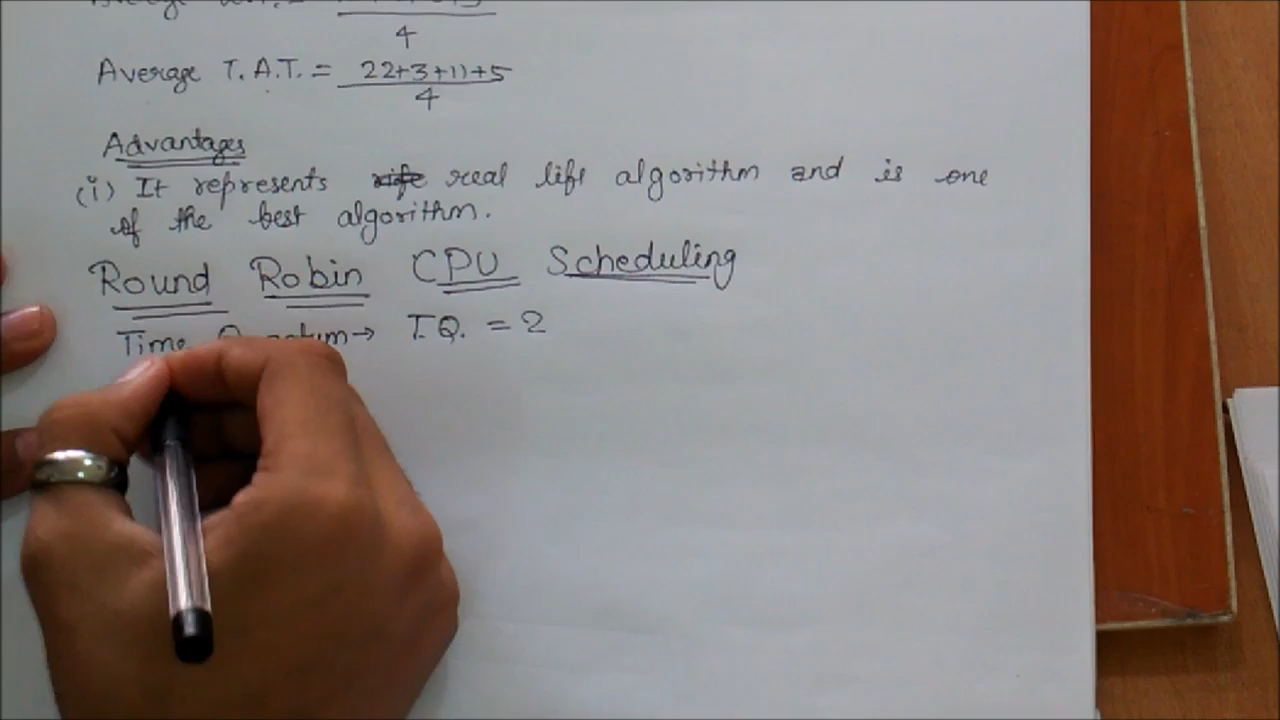 4
Average T.A.T. = 22+3+11+5
4
Advantages
(i) It represents real life algorithm and is one
of the best algorithm.
Round Robin CPU Scheduling
Time → T.Q. = 2